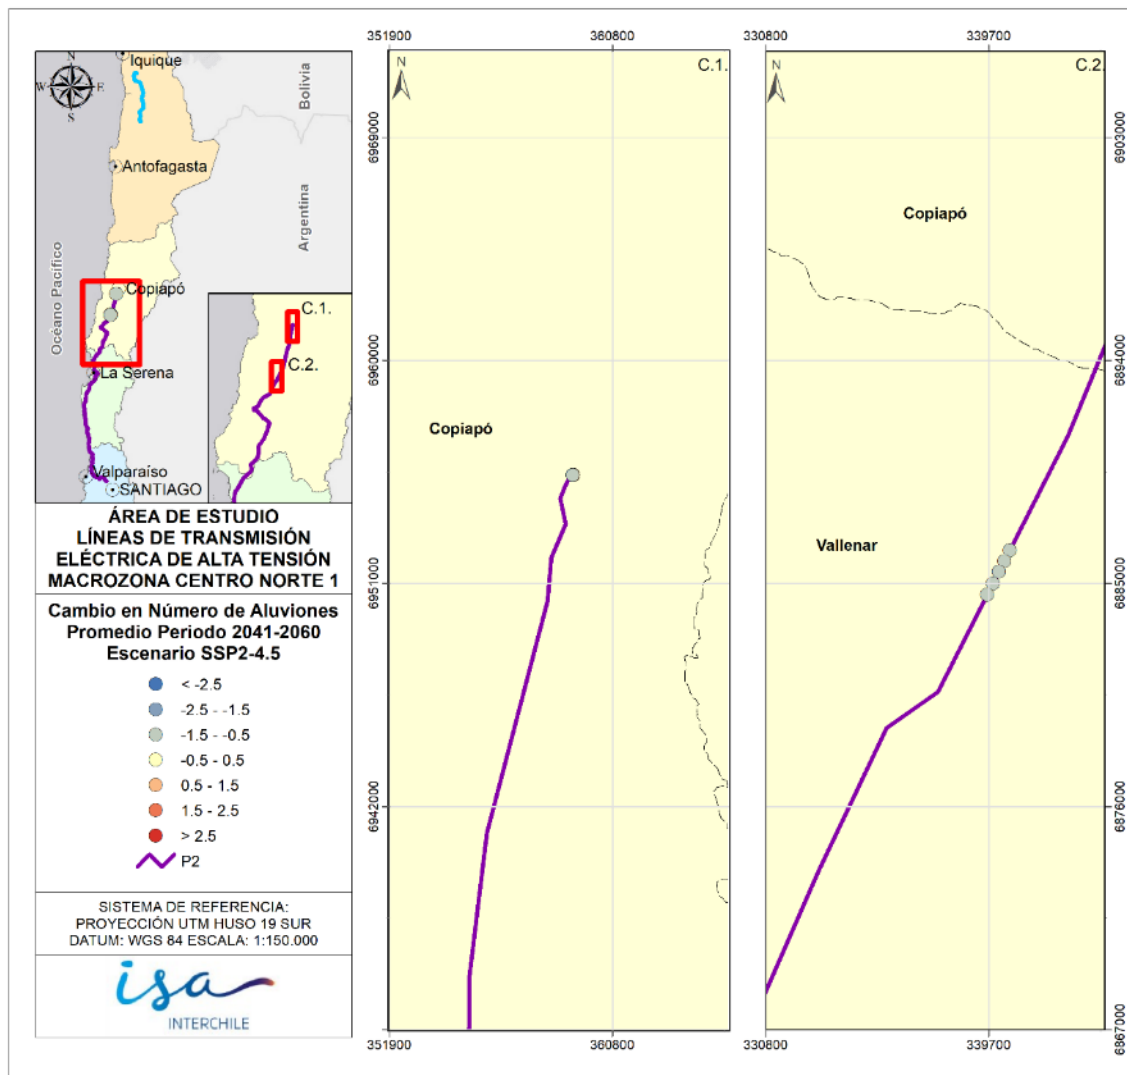 N
W
E
S
Iquique
Bolivia
Antofagasta
Argentina
Océano Pacífico
Copiapó
C.1.
C.2.
La Serena
Valparaíso
SANTIAGO
ÁREA DE ESTUDIO
LÍNEAS DE TRANSMISIÓN
ELÉCTRICA DE ALTA TENSIÓN
MACROZONA CENTRO NORTE 1
Cambio en Número de Aluviones
Promedio Periodo 2041-2060
Escenario SSP2-4.5
< -2.5
-2.5 - -1.5
-1.5 - -0.5
-0.5 - 0.5
0.5 - 1.5
1.5 - 2.5
> 2.5
P2
SISTEMA DE REFERENCIA:
PROYECCIÓN UTM HUSO 19 SUR
DATUM: WGS 84 ESCALA: 1:150.000
isa
INTERCHILE
351900
360800
N
C.1.
6969000
6960000
6951000
6942000
Copiapó
351900
360800
330800
339700
N
C.2.
6903000
6894000
6885000
6876000
6867000
Copiapó
Vallenar
330800
339700